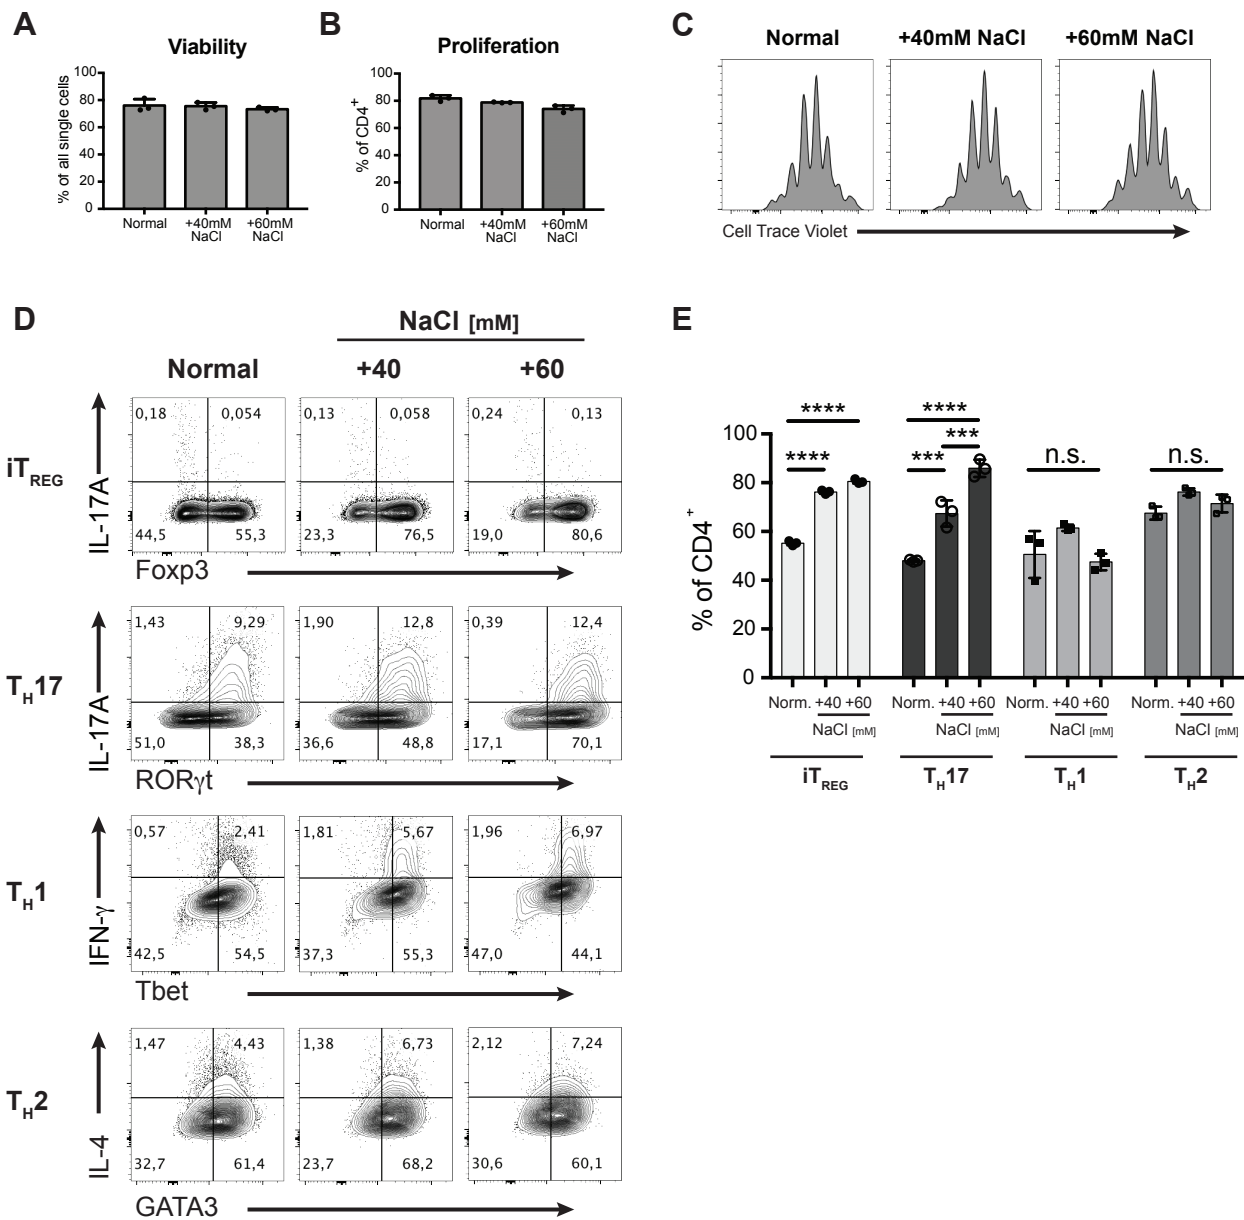 A
Viability
% of all single cells
100
80
60
40
20
0
Normal
+40mM
NaCl
+60mM
NaCl
B
Proliferation
% of CD4+
100
80
60
40
20
0
Normal
+40mM
NaCl
+60mM
NaCl
C
Normal
+40mM NaCl
+60mM NaCl
Cell Trace Violet
D
NaCl [mM]
Normal
+40
+60
iTREG
IL-17A
0,18
0,054
44,5
55,3
0,13
0,058
23,3
76,5
0,24
0,13
19,0
80,6
Foxp3
TH17
IL-17A
1,43
9,29
51,0
38,3
1,90
12,8
36,6
48,8
0,39
12,4
17,1
70,1
RORγt
TH1
IFN-γ
0,57
2,41
42,5
54,5
1,81
5,67
37,3
55,3
1,96
6,97
47,0
44,1
Tbet
TH2
IL-4
1,47
4,43
32,7
61,4
1,38
6,73
23,7
68,2
2,12
7,24
30,6
60,1
GATA3
E
% of CD4+
100
80
60
40
20
0
****
****
****
***
***
n.s.
n.s.
Norm. +40 +60
NaCl [mM]
iTREG
Norm. +40 +60
NaCl [mM]
TH17
Norm. +40 +60
NaCl [mM]
TH1
Norm. +40 +60
NaCl [mM]
TH2